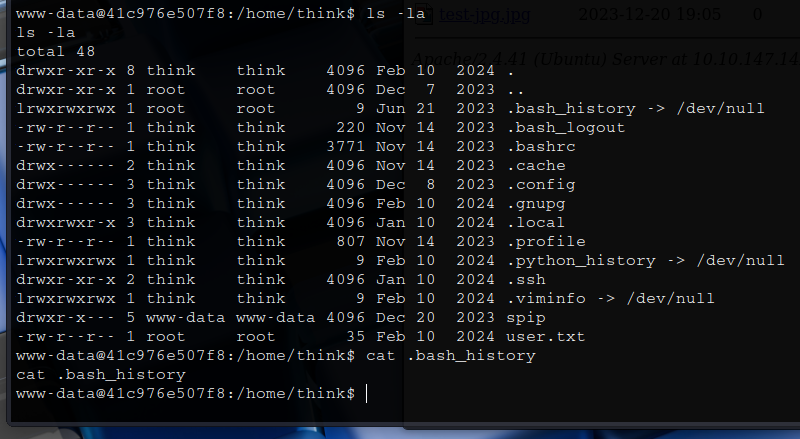 www-data@41c976e507f8:/home/think$ ls -la
test-jpg.jpg 2023-12-20 19:05 0
ls -la
total 48
Apache/2.4.41 (Ubuntu) Server at 10.10.147.14
drwxr-xr-x 8 think think 4096 Feb 10 2024 .
drwxr-xr-x 1 root root 4096 Dec 7 2023 ..
lrwxrwxrwx 1 root root 9 Jun 21 2023 .bash_history -> /dev/null
-rw-r--r-- 1 think think 220 Nov 14 2023 .bash_logout
-rw-r--r-- 1 think think 3771 Nov 14 2023 .bashrc
drwx------ 2 think think 4096 Nov 14 2023 .cache
drwx------ 3 think think 4096 Dec 8 2023 .config
drwx------ 3 think think 4096 Feb 10 2024 .gnupg
drwxrwxr-x 3 think think 4096 Jan 10 2024 .local
-rw-r--r-- 1 think think 807 Nov 14 2023 .profile
lrwxrwxrwx 1 think think 9 Feb 10 2024 .python_history -> /dev/null
drwxr-xr-x 2 think think 4096 Jan 10 2024 .ssh
lrwxrwxrwx 1 think think 9 Feb 10 2024 .viminfo -> /dev/null
drwxr-x--- 5 www-data www-data 4096 Dec 20 2023 spip
-rw-r--r-- 1 root root 35 Feb 10 2024 user.txt
www-data@41c976e507f8:/home/think$ cat .bash_history
cat .bash_history
www-data@41c976e507f8:/home/think$